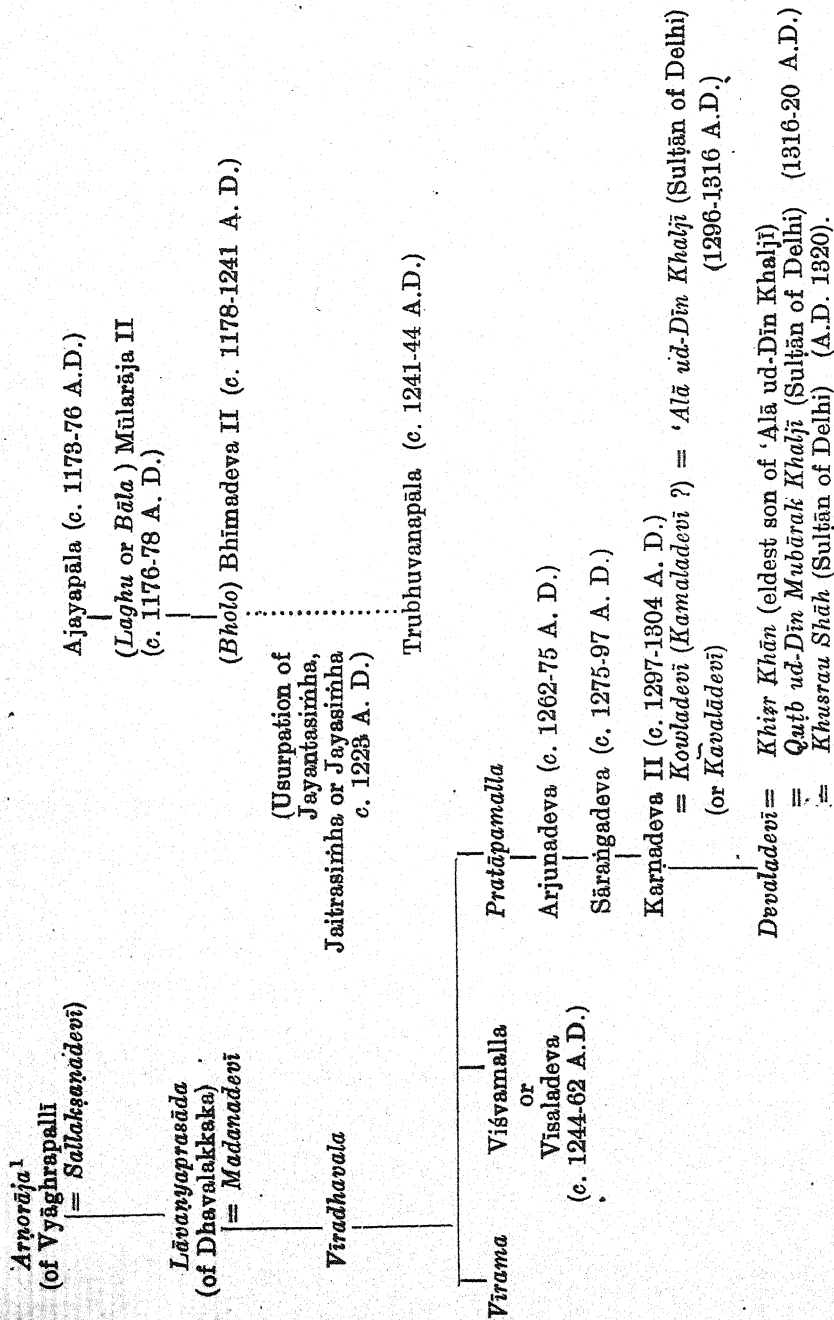 Arṇorāja¹
(of Vyāghrapallī
= Sallakṣaṇādevī)
Lāvaṇyaprasāda
(of Dhavalakkaka)
= Madanadevī
Vīradhavala
Vīrama
Viśvamalla
or
Vīsaladeva
(c. 1244-62 A.D.)
Pratāpamalla
Arjunadeva (c. 1262-75 A. D.)
Sāraṅgadeva (c. 1275-97 A. D.)
Karṇadeva II (c. 1297-1304 A. D.)
= Kowladevī (Kamaladevī ?) = ‘Alā ud-Dīn Khaljī (Sulṭān of Delhi)
(or Kavalādevī) (1296-1316 A.D.)
Devaladevī = Khiẓr Khān (eldest son of ‘Alā ud-Dīn Khaljī)
= Quṭb ud-Dīn Mubārak Khaljī (Sulṭān of Delhi) (1316-20 A.D.)
= Khusrau Shāh (Sulṭān of Delhi) (A.D. 1320).
Ajayapāla (c. 1173-76 A.D.)
(Laghu or Bāla) Mūlarāja II
(c. 1176-78 A. D.)
(Bholo) Bhīmadeva II (c. 1178-1241 A. D.)
(Usurpation of
Jayantasiṁha,
Jaitrasiṁha or Jayasiṁha
c. 1223 A. D.)
Trubhuvanapāla (c. 1241-44 A.D.)